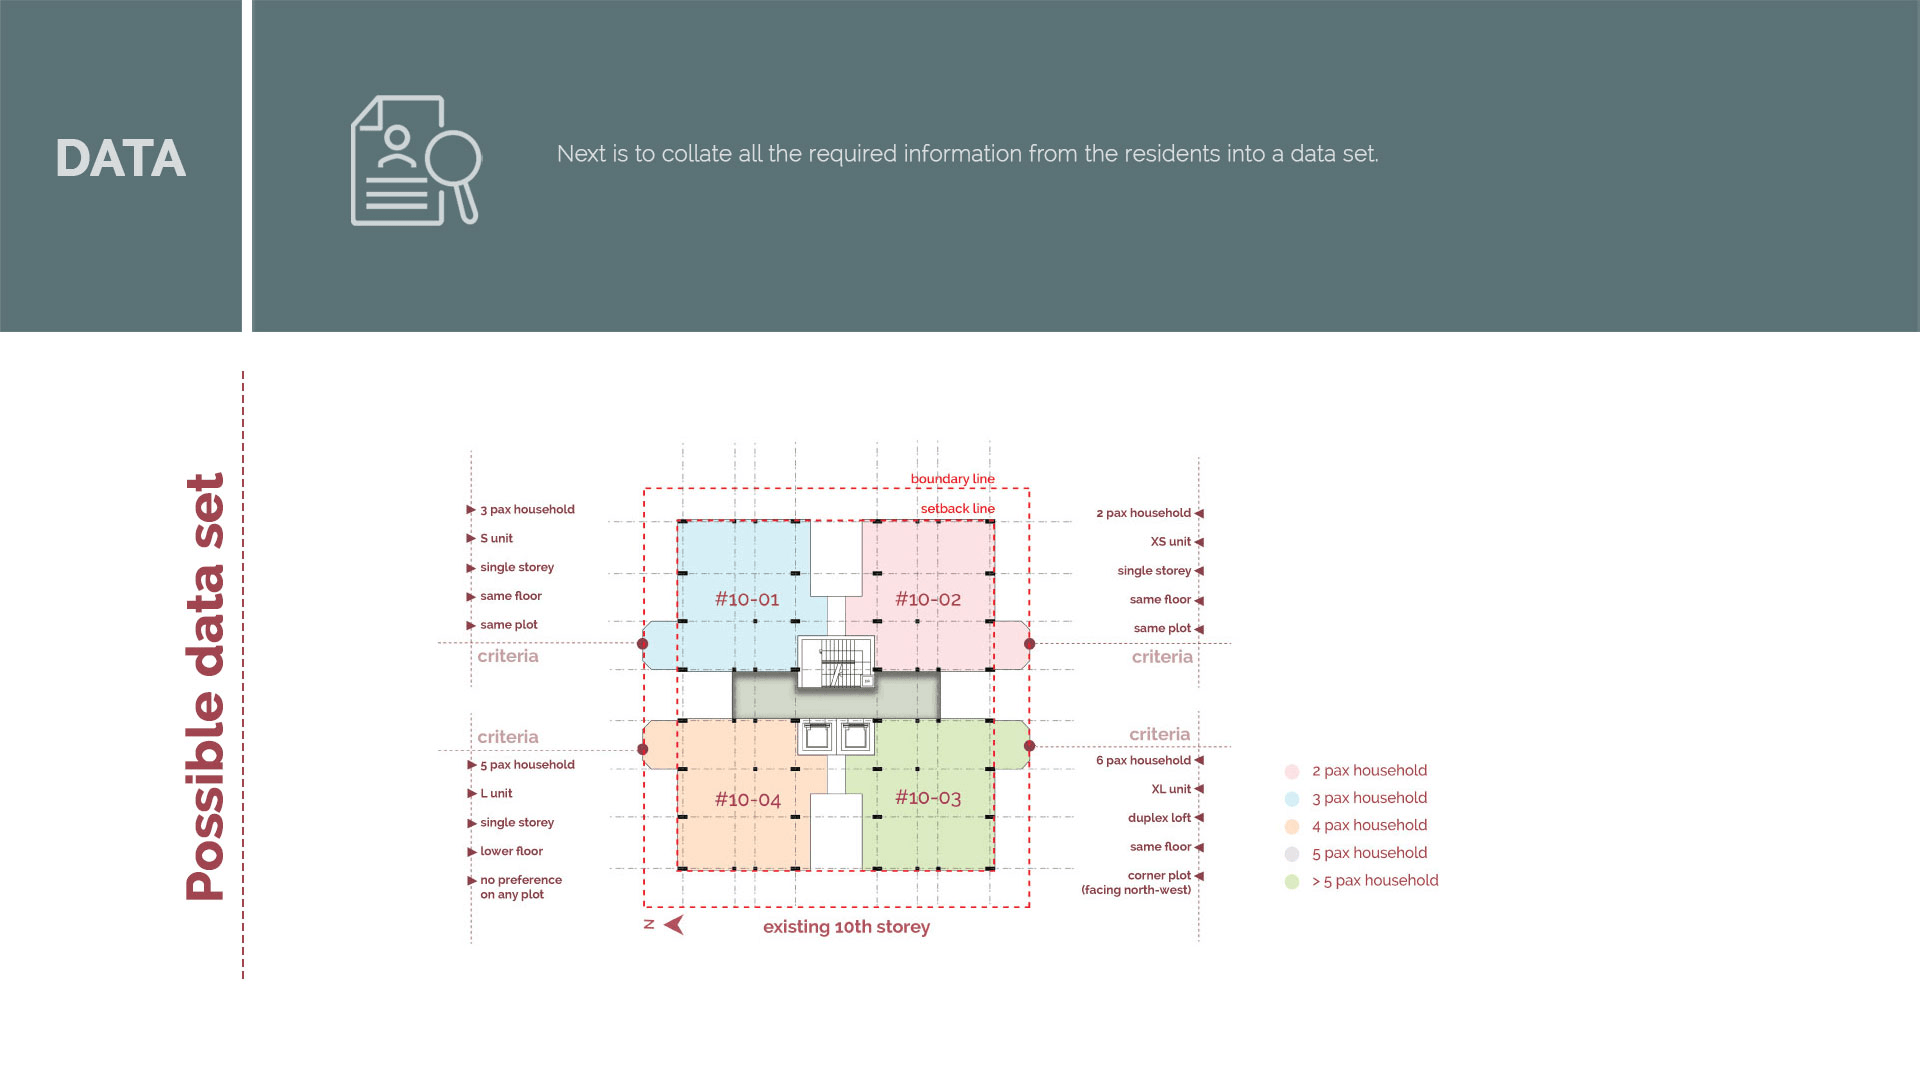 DATA
Next is to collate all the required information from the residents into a data set.
Possible data set
3 pax household
S unit
single storey
same floor
same plot
criteria
criteria
5 pax household
L unit
single storey
lower floor
no preference
on any plot
boundary line
setback line
#10-01
#10-02
#10-04
#10-03
N
existing 10th storey
2 pax household
XS unit
single storey
same floor
same plot
criteria
criteria
6 pax household
XL unit
duplex loft
same floor
corner plot
(facing north-west)
2 pax household
3 pax household
4 pax household
5 pax household
> 5 pax household